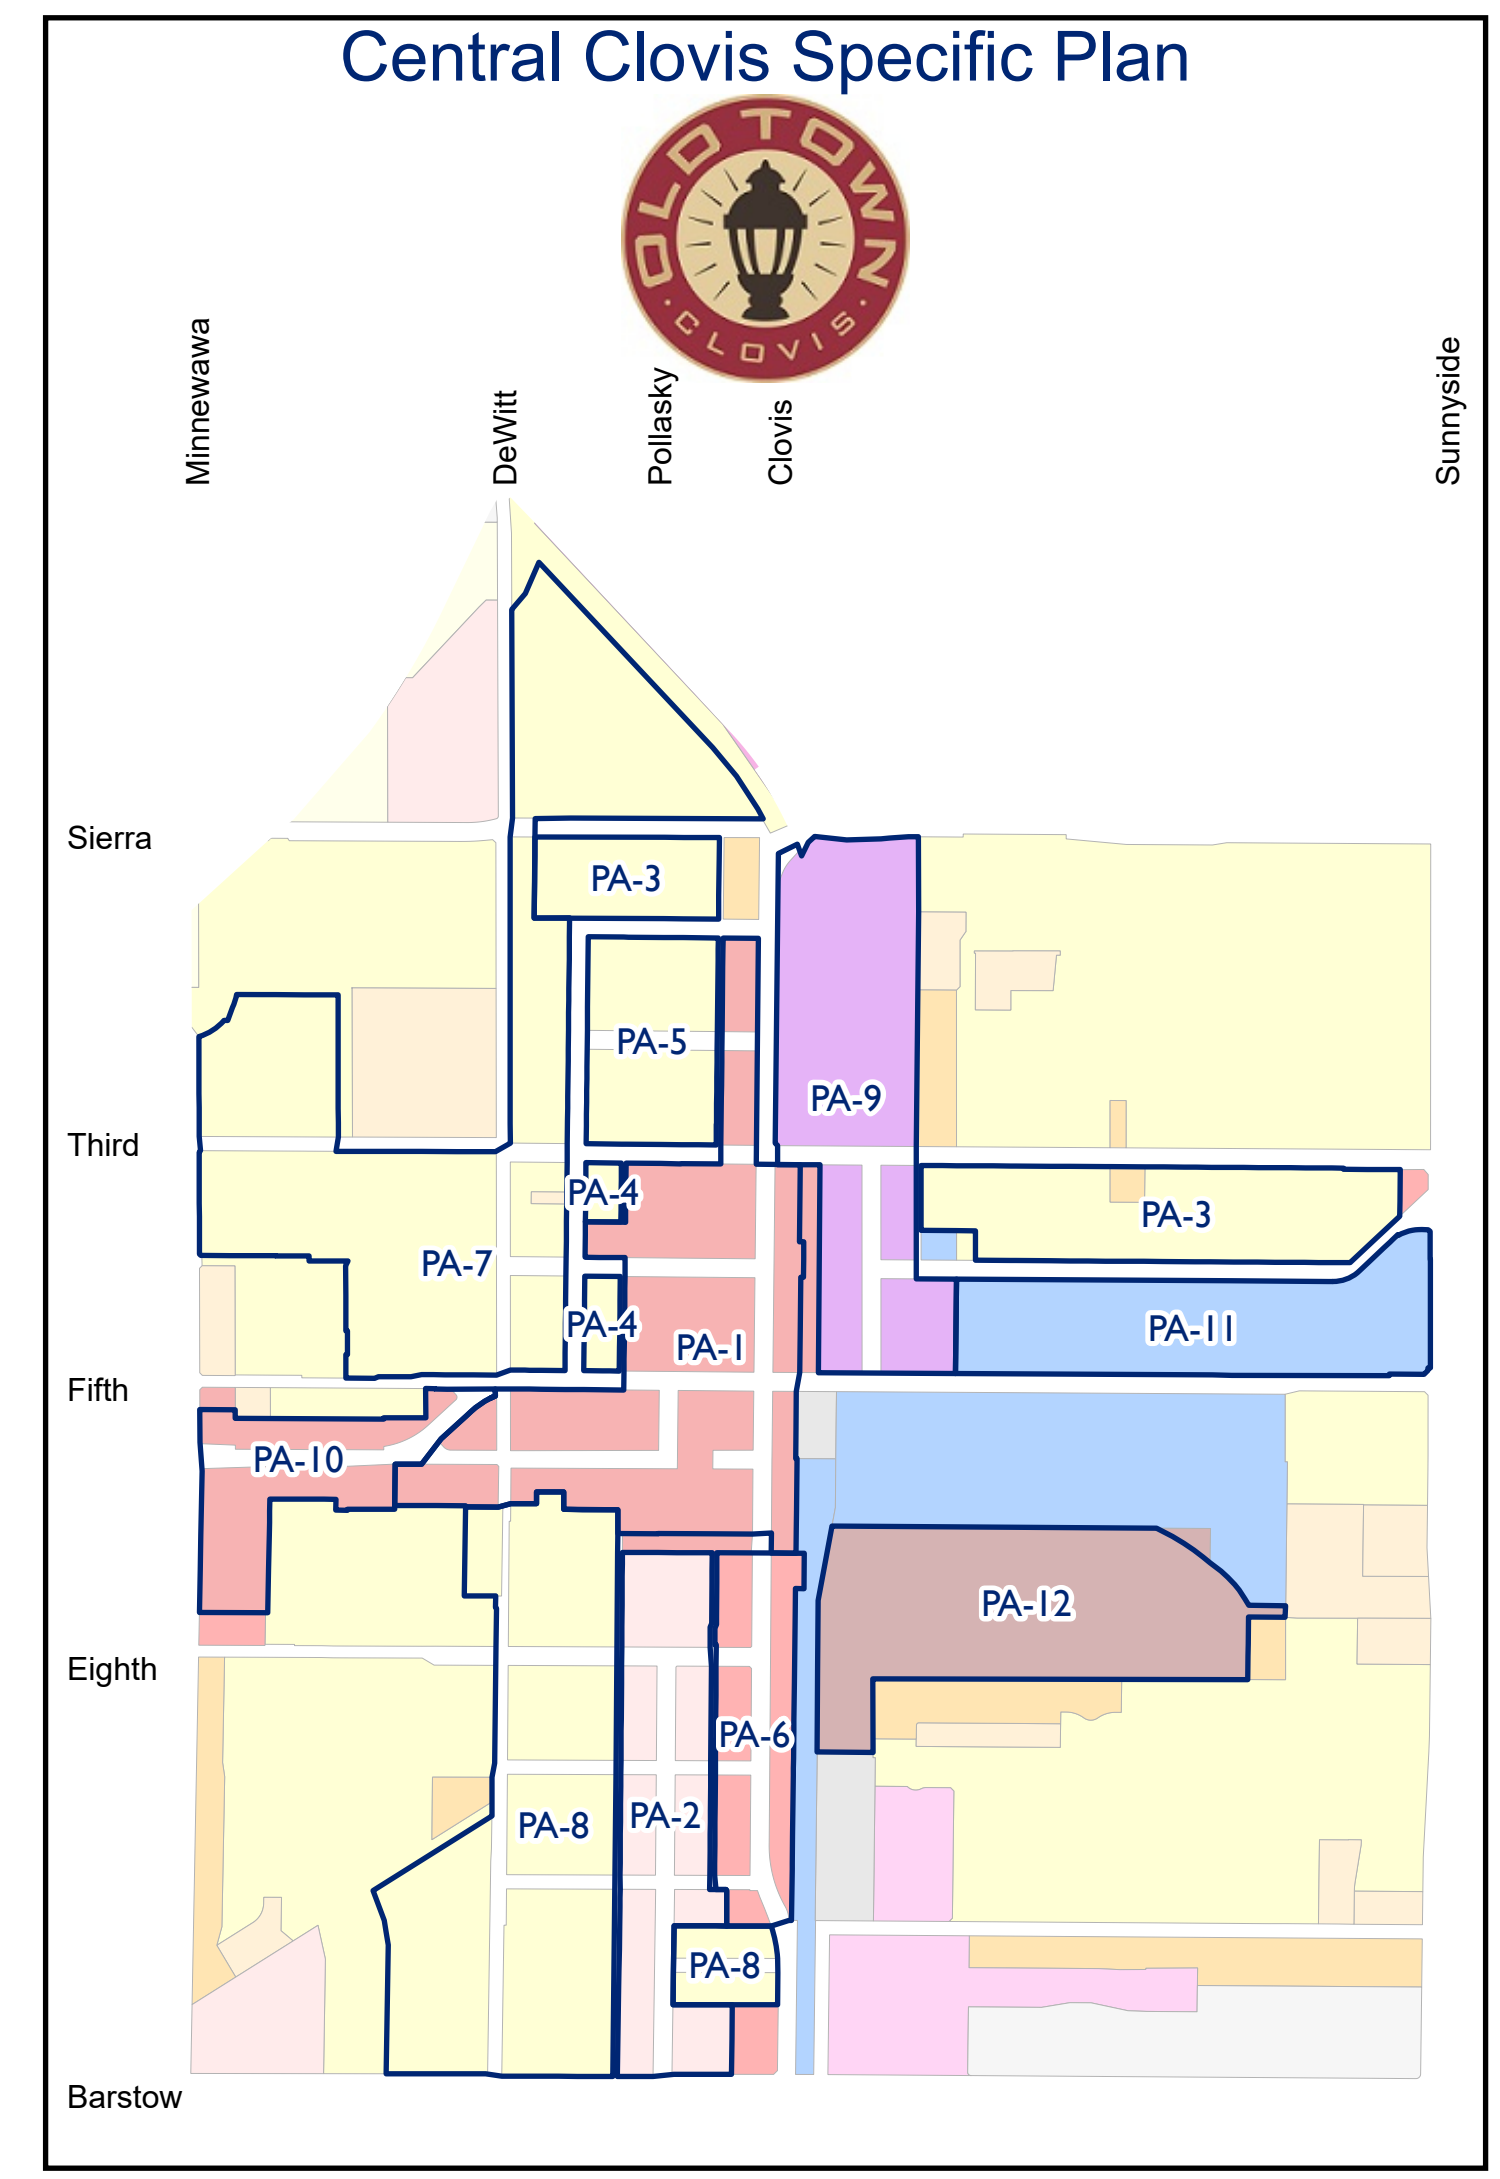 Central Clovis Specific Plan
OLD TOWN
CLOVIS
Minnewawa
DeWitt
Pollasky
Clovis
Sunnyside
Sierra
PA-3
PA-5
PA-9
Third
PA-4
PA-3
PA-7
PA-4
PA-1
PA-11
Fifth
PA-10
PA-12
Eighth
PA-6
PA-2
PA-8
PA-8
Barstow